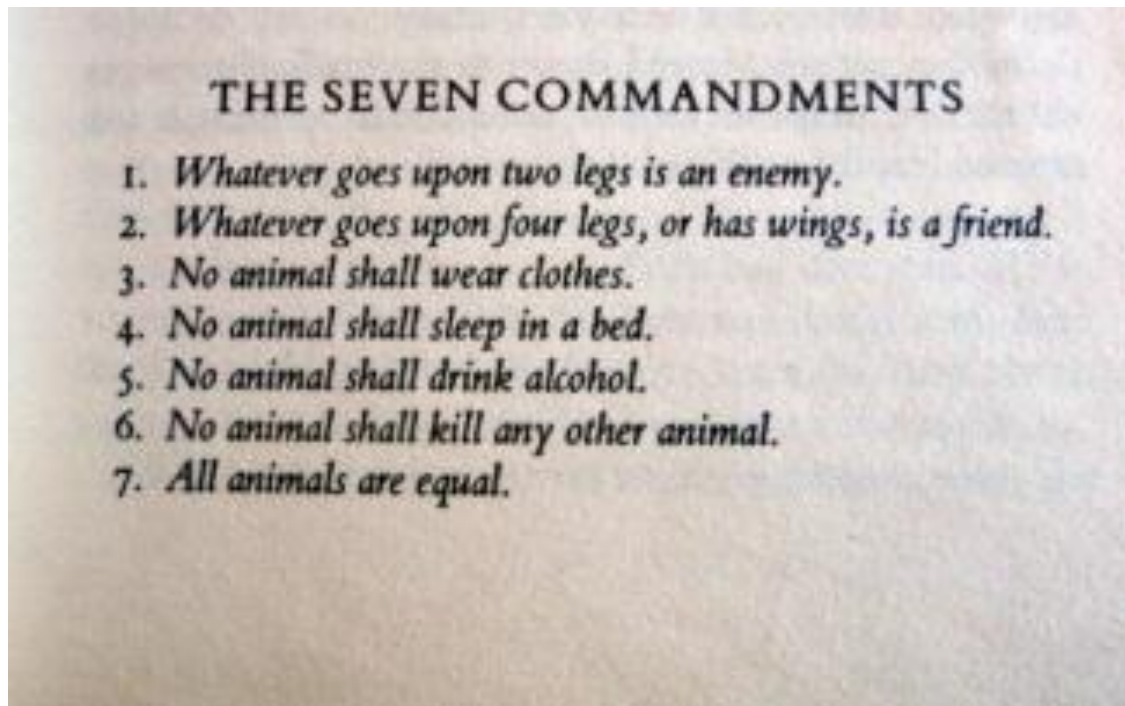 THE SEVEN COMMANDMENTS
1. Whatever goes upon two legs is an enemy.
2. Whatever goes upon four legs, or has wings, is a friend.
3. No animal shall wear clothes.
4. No animal shall sleep in a bed.
5. No animal shall drink alcohol.
6. No animal shall kill any other animal.
7. All animals are equal.